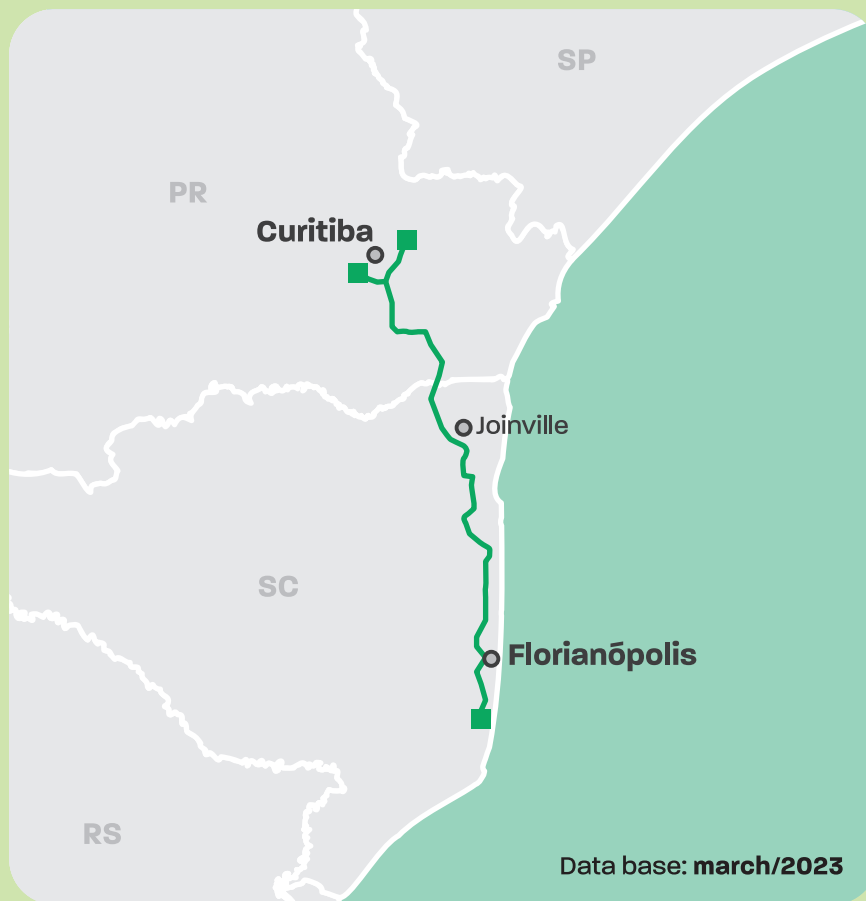 SP
PR
Curitiba
Joinville
SC
Florianópolis
RS
Data base: march/2023